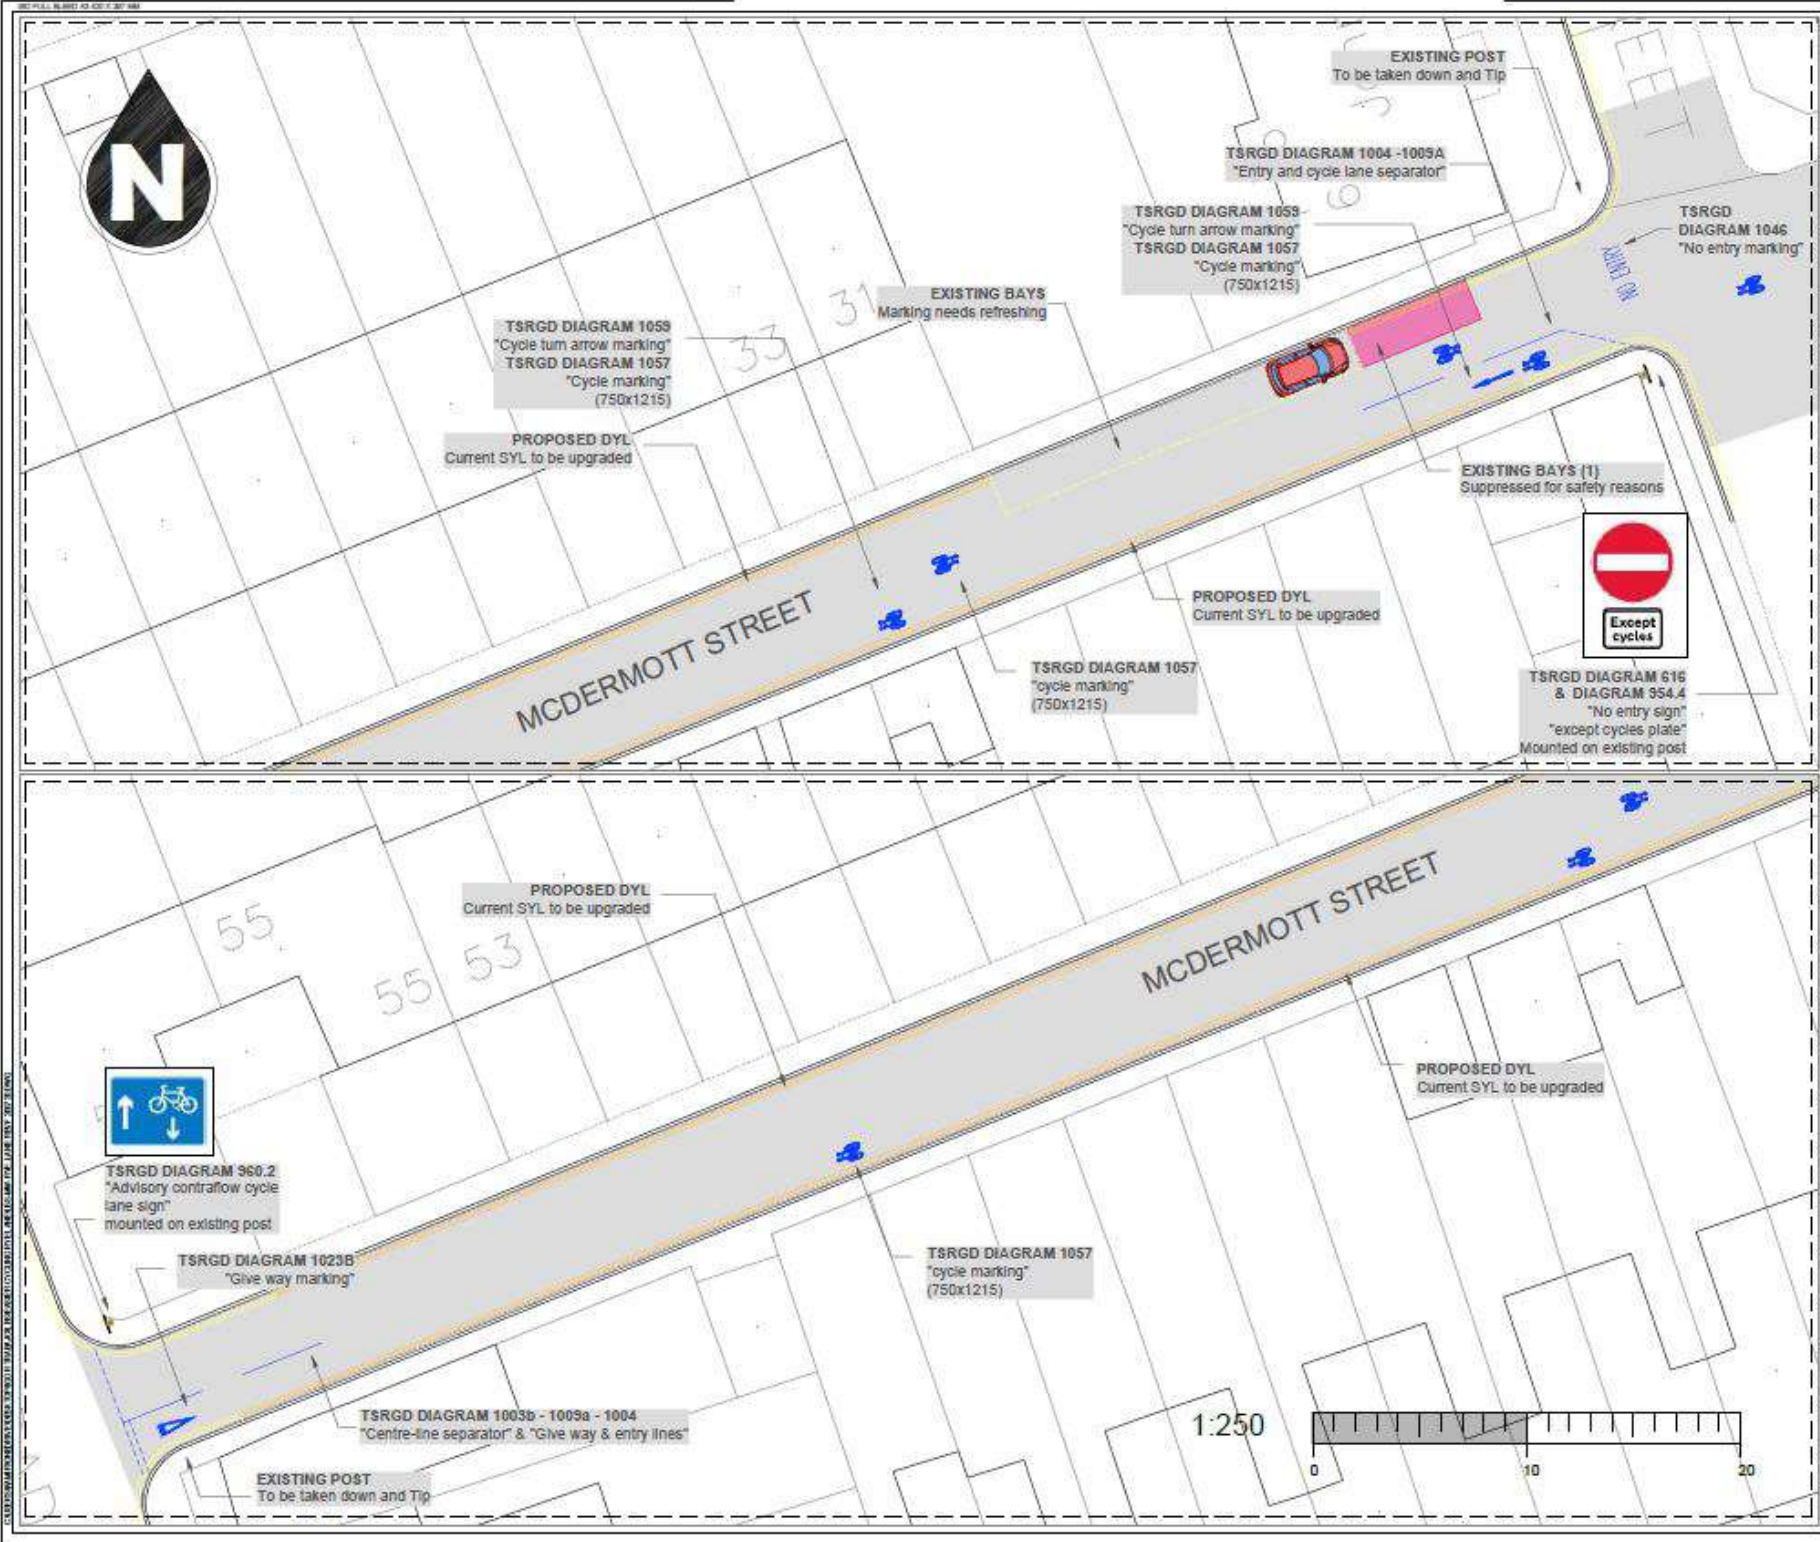 N
EXISTING POST
To be taken down and Tip
TSRGD DIAGRAM 1004 -1009A
"Entry and cycle lane separator"
TSRGD DIAGRAM 1059
"Cycle turn arrow marking"
TSRGD DIAGRAM 1057
"Cycle marking"
(750x1215)
TSRGD
DIAGRAM 1046
"No entry marking"
NO ENTRY
EXISTING BAYS
Marking needs refreshing
31
33
TSRGD DIAGRAM 1059
"Cycle turn arrow marking"
TSRGD DIAGRAM 1057
"Cycle marking"
(750x1215)
PROPOSED DYL
Current SYL to be upgraded
EXISTING BAYS (1)
Suppressed for safety reasons
PROPOSED DYL
Current SYL to be upgraded
Except
cycles
MCDERMOTT STREET
TSRGD DIAGRAM 1057
"cycle marking"
(750x1215)
TSRGD DIAGRAM 616
& DIAGRAM 954.4
"No entry sign"
"except cycles plate"
Mounted on existing post
PROPOSED DYL
Current SYL to be upgraded
MCDERMOTT STREET
55
55
53
PROPOSED DYL
Current SYL to be upgraded
TSRGD DIAGRAM 960.2
"Advisory contraflow cycle
lane sign"
mounted on existing post
TSRGD DIAGRAM 1023B
"Give way marking"
TSRGD DIAGRAM 1057
"cycle marking"
(750x1215)
TSRGD DIAGRAM 1003b - 1009a - 1004
"Centre-line separator" & "Give way & entry lines"
EXISTING POST
To be taken down and Tip
1:250
0
10
20